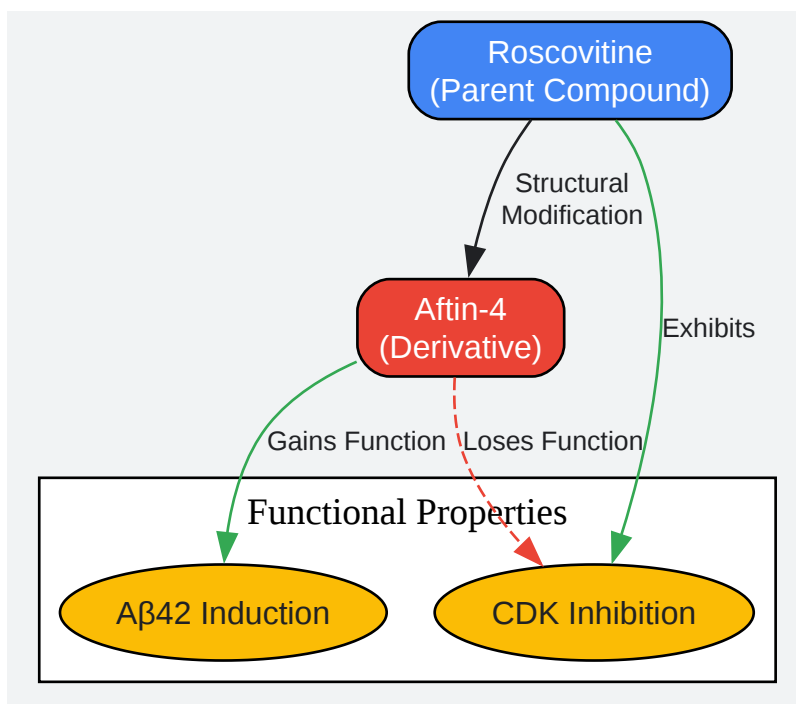 Roscovitine
(Parent Compound)
Structural
Modification
Exhibits
Aftin-4
(Derivative)
Gains Function
Loses Function
Functional Properties
Aβ42 Induction
CDK Inhibition